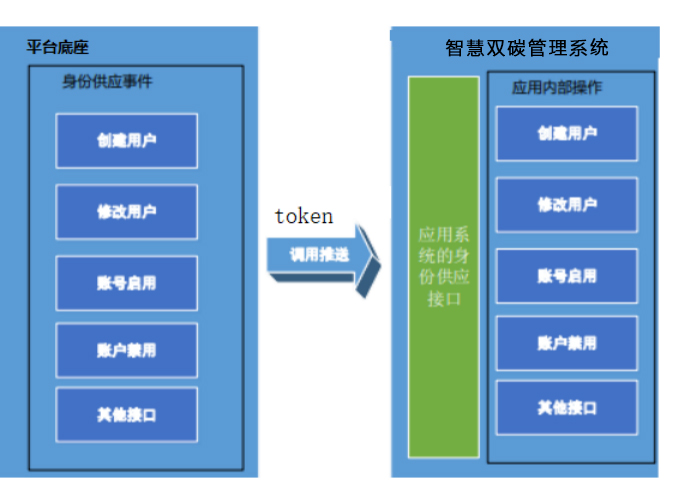 平台底座
身份供应事件
创建用户
修改用户
账号启用
账户禁用
其他接口
token
调用推送
智慧双碳管理系统
应用系
统的身
份供应
接口
应用内部操作
创建用户
修改用户
账号启用
账户禁用
其他接口